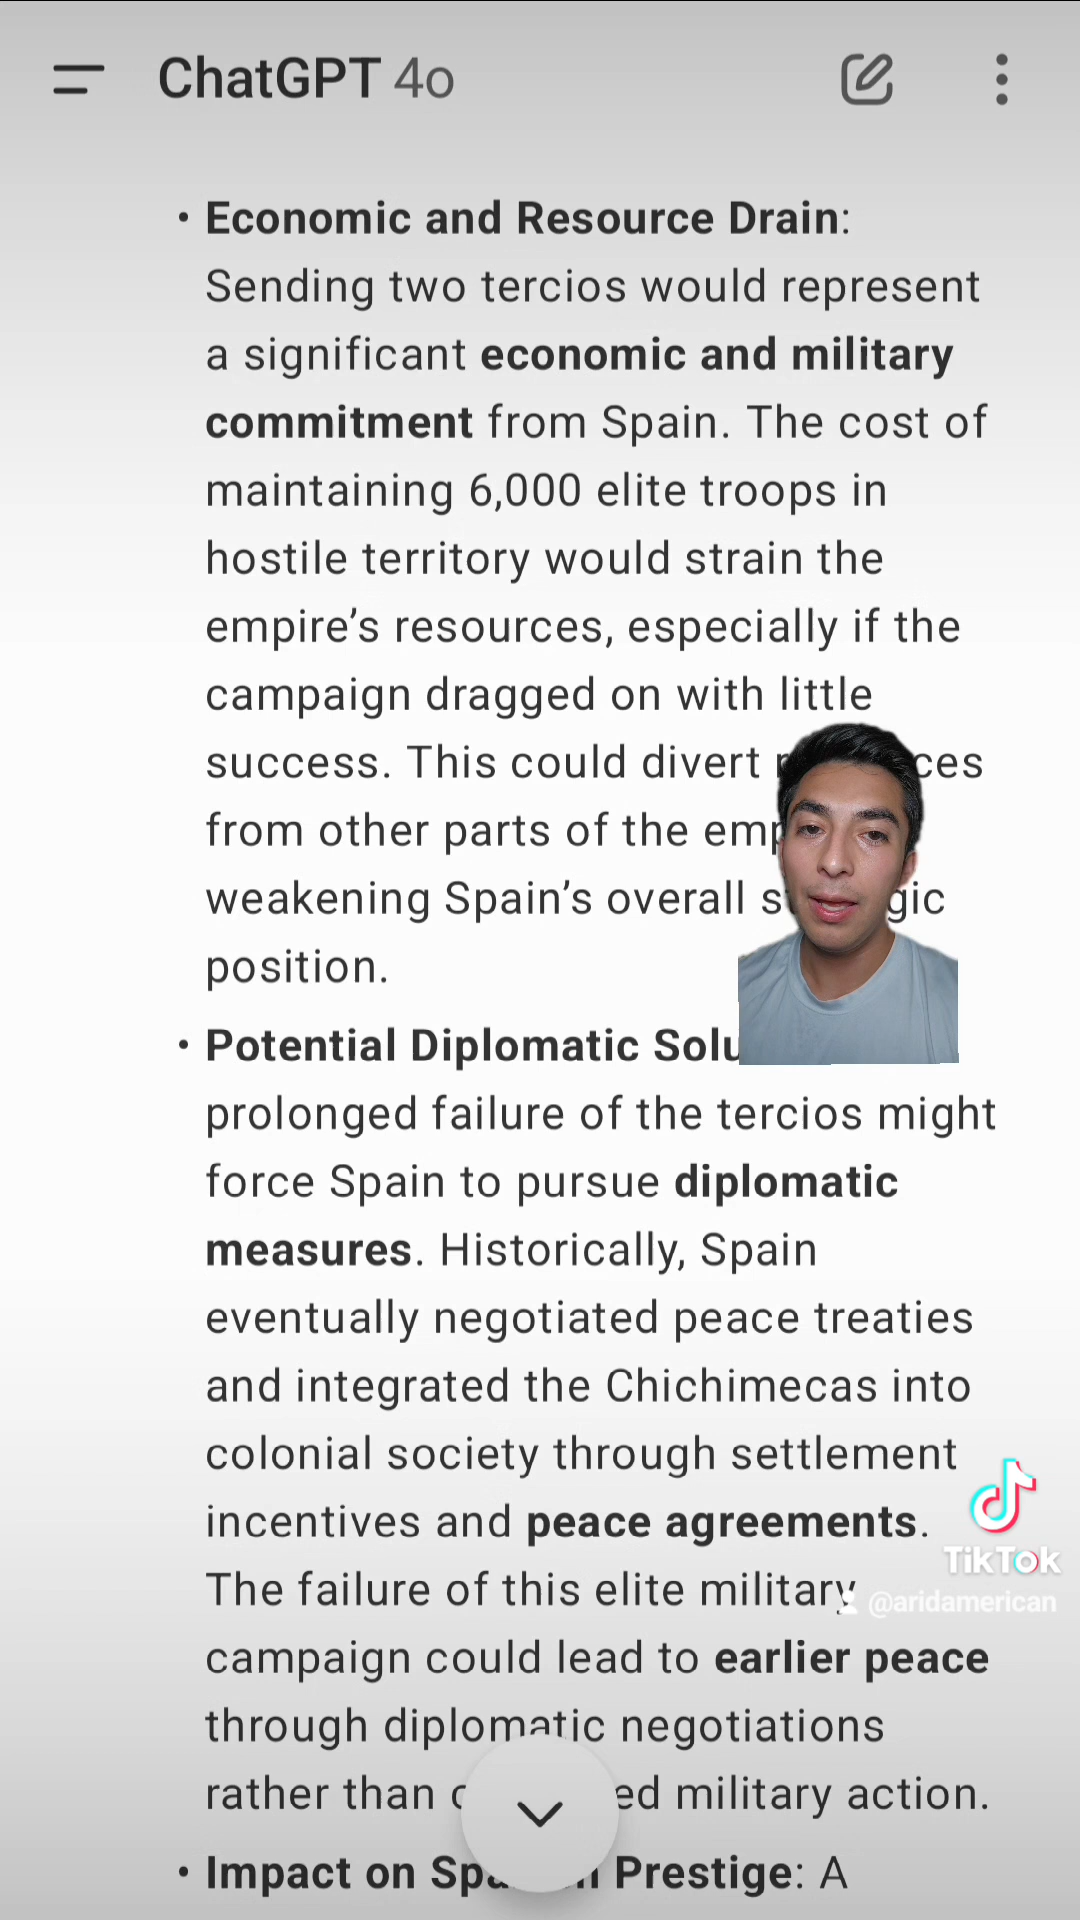 ChatGPT 4o
• Economic and Resource Drain:
Sending two tercios would represent
a significant economic and military
commitment from Spain. The cost of
maintaining 6,000 elite troops in
hostile territory would strain the
empire’s resources, especially if the
campaign dragged on with little
success. This could divert
from other parts of the
weakening Spain’s overall
position.
• Potential Diplomatic
prolonged failure of the tercios might
force Spain to pursue diplomatic
measures. Historically, Spain
eventually negotiated peace treaties
and integrated the Chichimecas into
colonial society through settlement
incentives and peace agreements.
TikTok
The failure of this elite military
@aridamerican
campaign could lead to earlier peace
through diplomatic negotiations
rather than military action.
• Impact on Prestige: A